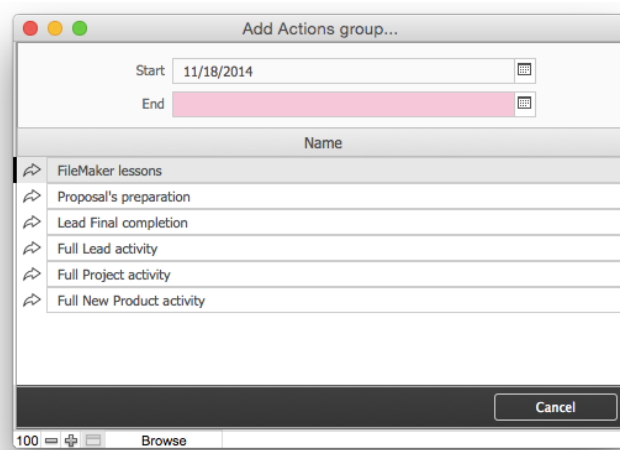 Add Actions group...
Start 11/18/2014
End
Name
FileMaker lessons
Proposal's preparation
Lead Final completion
Full Lead activity
Full Project activity
Full New Product activity
Cancel
100 Browse